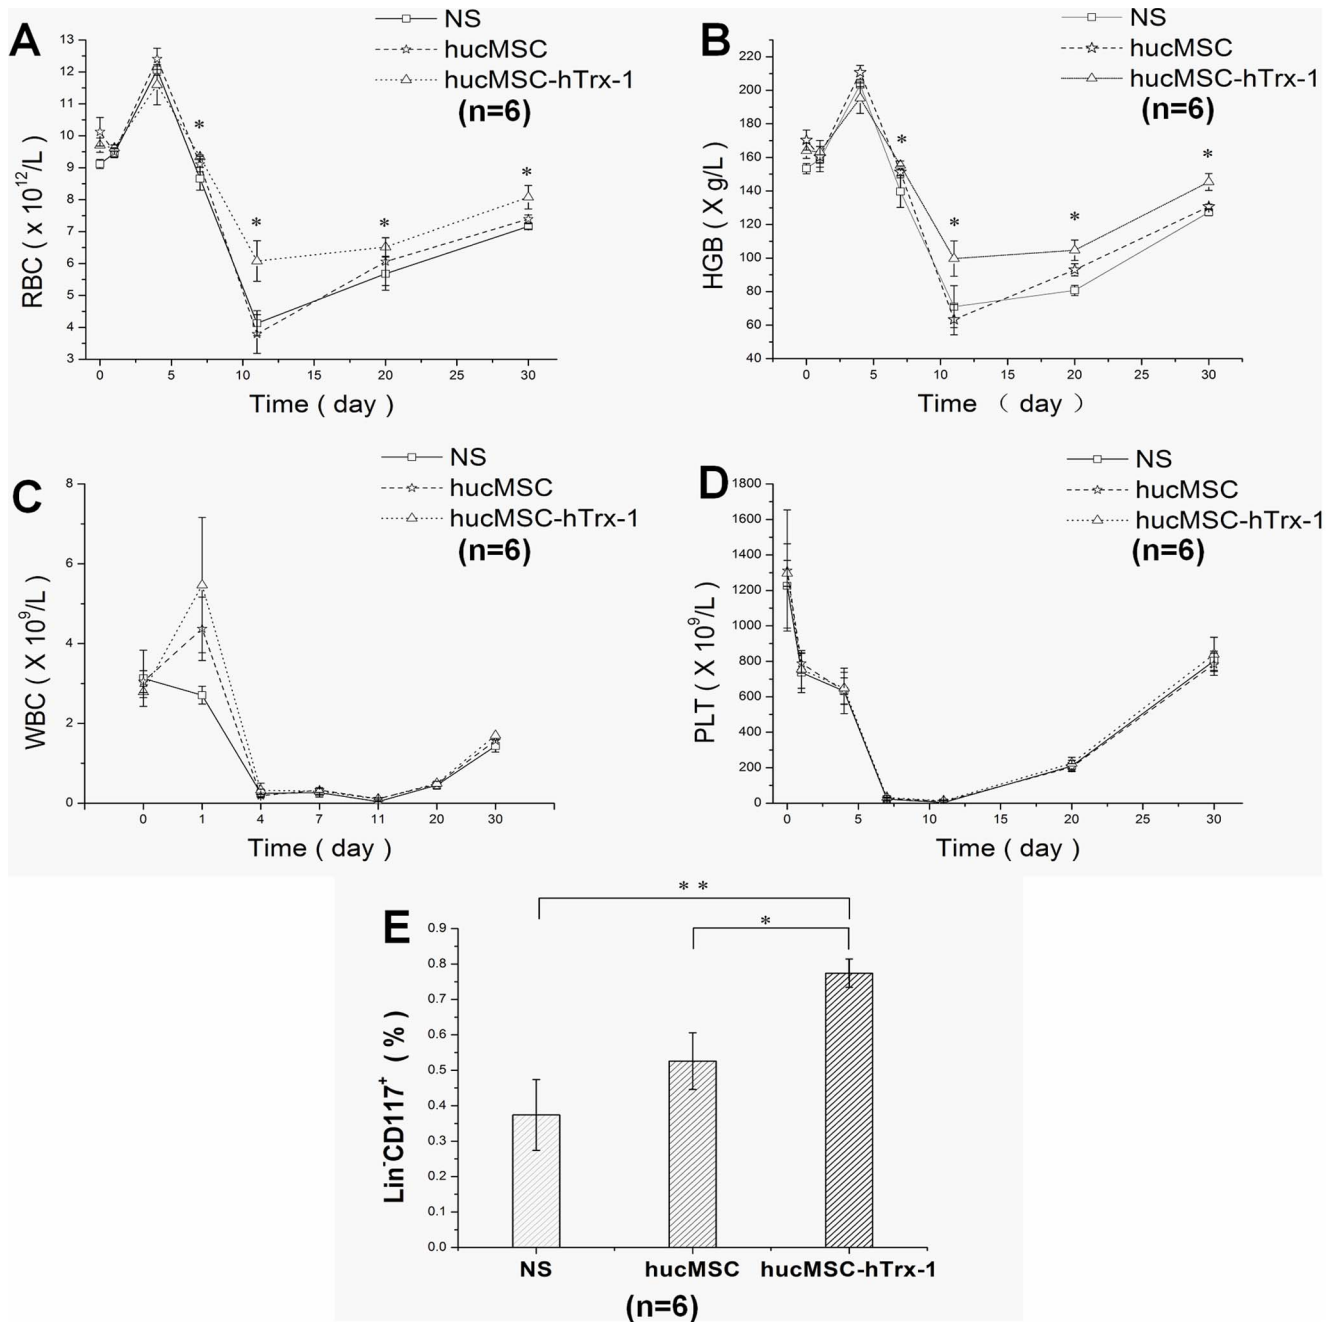 A
NS
hucMSC
hucMSC-hTrx-1
(n=6)
RBC ( x 10^12/L )
13
12
11
10
9
8
7
6
5
4
3
*
*
*
*
0 5 10 15 20 25 30
Time ( day )
B
NS
hucMSC
hucMSC-hTrx-1
(n=6)
HGB ( X g/L )
220
200
180
160
140
120
100
80
60
40
*
*
*
*
0 5 10 15 20 25 30
Time ( day )
C
NS
hucMSC
hucMSC-hTrx-1
(n=6)
WBC ( X 10^9/L )
8
6
4
2
0
0 1 4 7 11 20 30
Time ( day )
D
NS
hucMSC
hucMSC-hTrx-1
(n=6)
PLT ( X 10^9/L )
1800
1600
1400
1200
1000
800
600
400
200
0
0 5 10 15 20 25 30
Time ( day )
E
* *
*
Lin^-CD117^+ ( % )
0.9
0.8
0.7
0.6
0.5
0.4
0.3
0.2
0.1
0.0
NS hucMSC hucMSC-hTrx-1
(n=6)